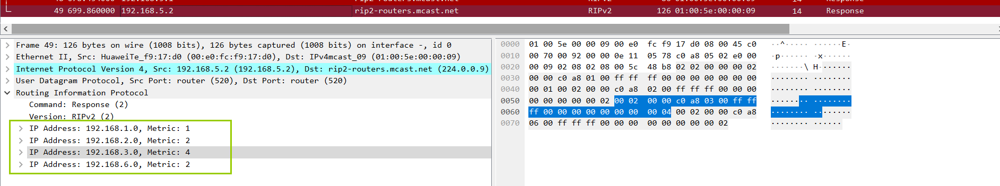 49 699.860000 192.168.5.2 rip2-routers.mcast.net RIPv2 126 01:00:5e:00:00:09 14 Response
Frame 49: 126 bytes on wire (1008 bits), 126 bytes captured (1008 bits) on interface -, id 0
Ethernet II, Src: HuaweiTe_f9:17:d0 (00:e0:fc:f9:17:d0), Dst: IPv4mcast_09 (01:00:5e:00:00:09)
Internet Protocol Version 4, Src: 192.168.5.2 (192.168.5.2), Dst: rip2-routers.mcast.net (224.0.0.9)
User Datagram Protocol, Src Port: router (520), Dst Port: router (520)
Routing Information Protocol
Command: Response (2)
Version: RIPv2 (2)
IP Address: 192.168.1.0, Metric: 1
IP Address: 192.168.2.0, Metric: 2
IP Address: 192.168.3.0, Metric: 4
IP Address: 192.168.6.0, Metric: 2
0000 01 00 5e 00 00 09 00 e0 fc f9 17 d0 08 00 45 c0 ··^····· ······E·
0010 00 70 00 92 00 00 0e 11 05 78 c0 a8 05 02 e0 00 ·p······ ·x······
0020 00 09 02 08 02 08 00 5c 48 b8 02 02 00 00 00 02 ·······\ H·······
0030 00 00 c0 a8 01 00 ff ff ff 00 00 00 00 00 00 00 ········ ········
0040 00 01 00 02 00 00 c0 a8 02 00 ff ff ff 00 00 00 ········ ········
0050 00 00 00 00 00 02 00 02 00 00 c0 a8 03 00 ff ff ········ ········
0060 ff 00 00 00 00 00 00 00 00 04 00 02 00 00 c0 a8 ········ ········
0070 06 00 ff ff ff 00 00 00 00 00 00 00 00 02 ········ ······